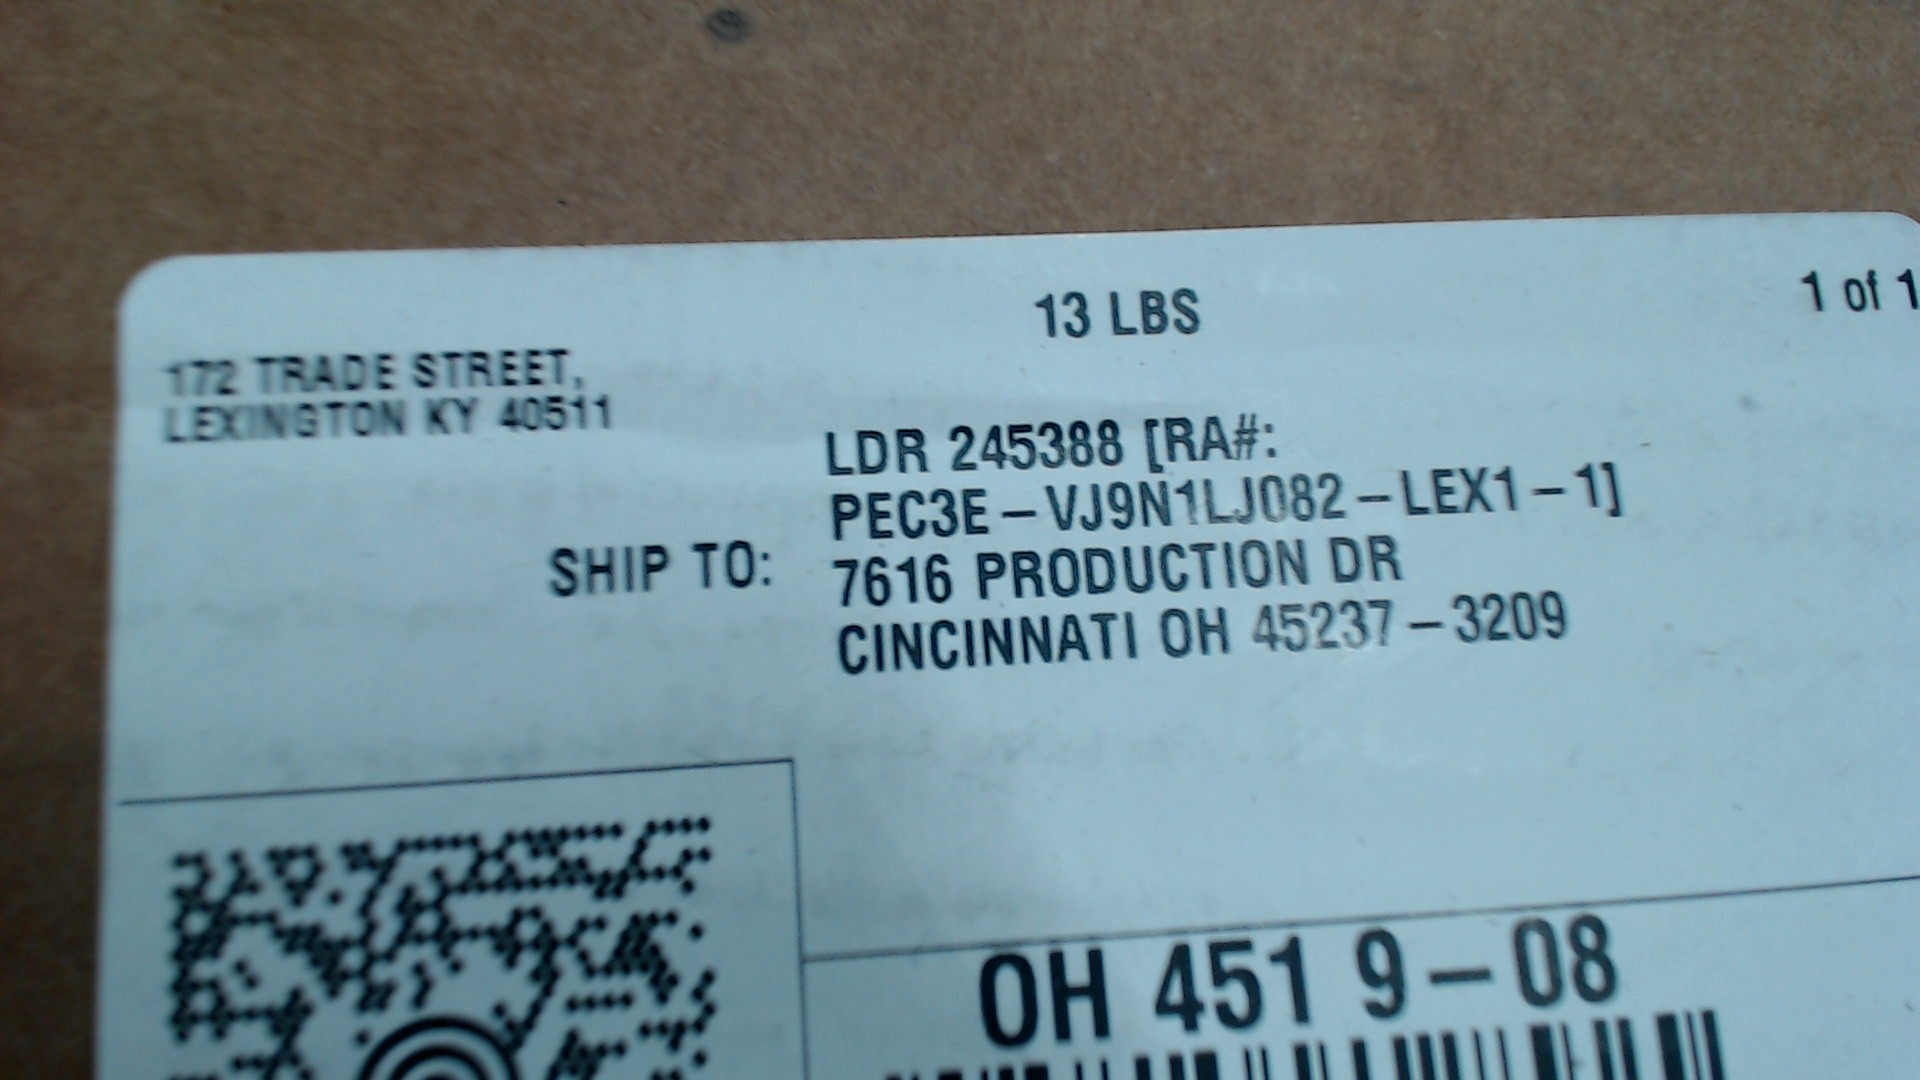 13 LBS
1 of 1
172 TRADE STREET,
LEXINGTON KY 40511
LDR 245388 [RA#:
PEC3E-VJ9N1LJ082-LEX1-1]
SHIP TO: 7616 PRODUCTION DR
CINCINNATI OH 45237-3209
OH 451 9-08